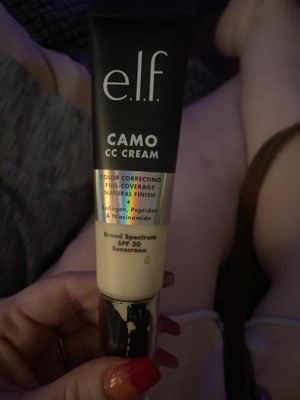 e.l.f.
CAMO
CC CREAM
COLOR CORRECTING
FULL-COVERAGE
NATURAL FINISH
+
Collagen, Peptides
& Niacinamide
Broad Spectrum
SPF 30
Sunscreen